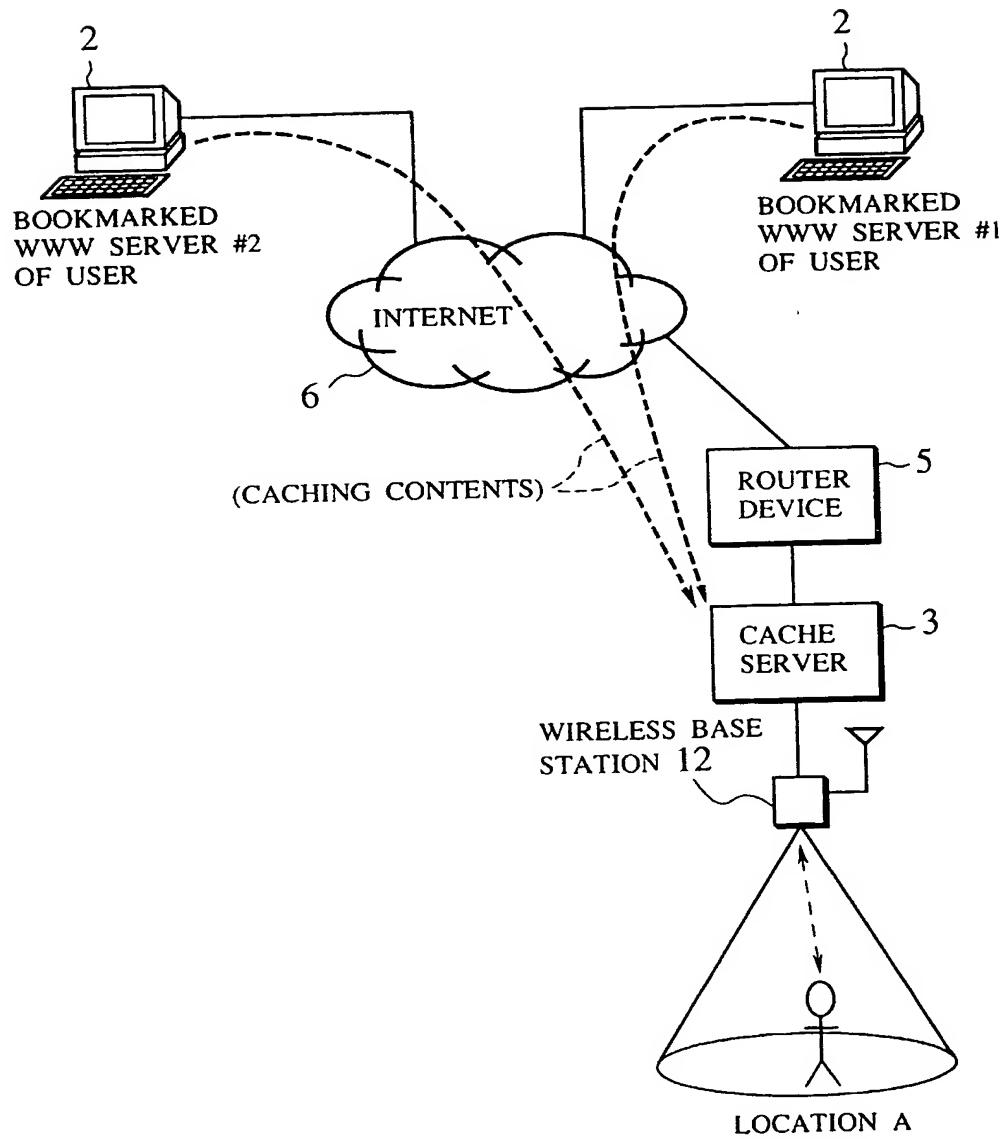 2
2
BOOKMARKED
WWW SERVER #2
OF USER
BOOKMARKED
WWW SERVER #1
OF USER
INTERNET
6
(CACHING CONTENTS)
ROUTER
DEVICE
5
CACHE
SERVER
3
WIRELESS BASE
STATION 12
LOCATION A